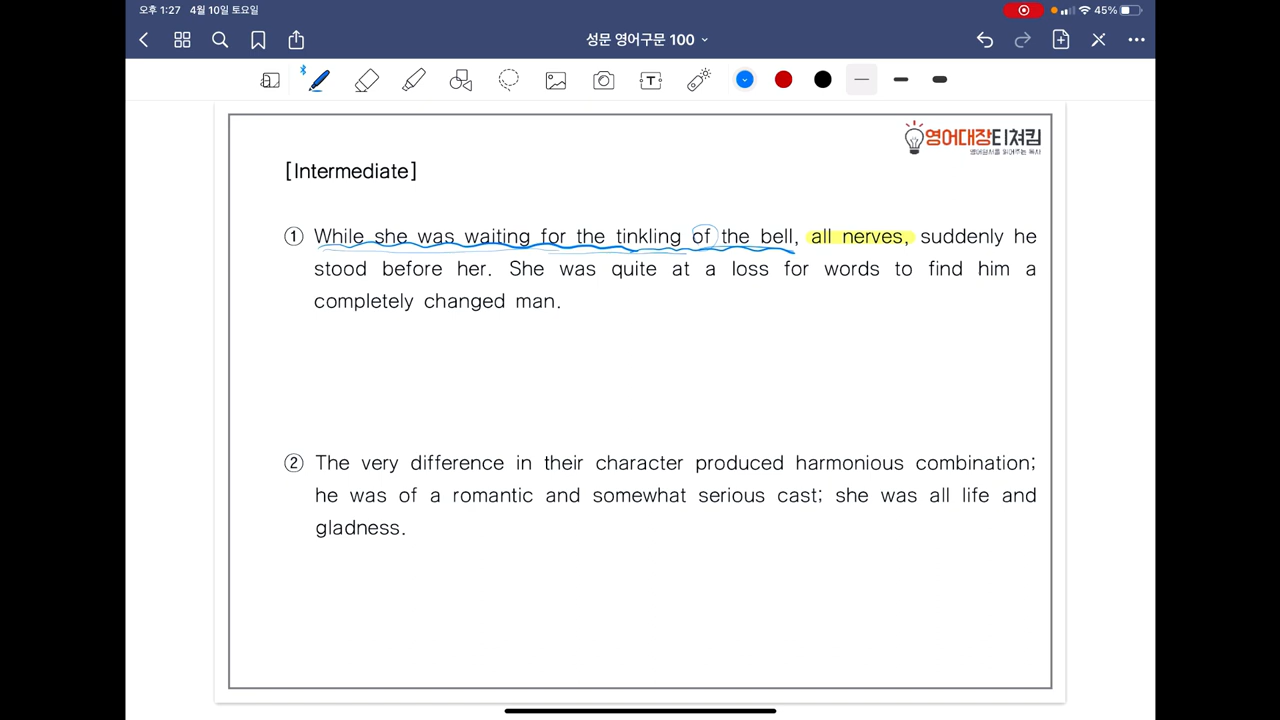 오후 1:27 4월 10일 토요일
45%
성문 영어구문 100
영어대장티쳐킴
[Intermediate]
① While she was waiting for the tinkling of the bell, all nerves, suddenly he
stood before her. She was quite at a loss for words to find him a
completely changed man.
② The very difference in their character produced harmonious combination;
he was of a romantic and somewhat serious cast; she was all life and
gladness.